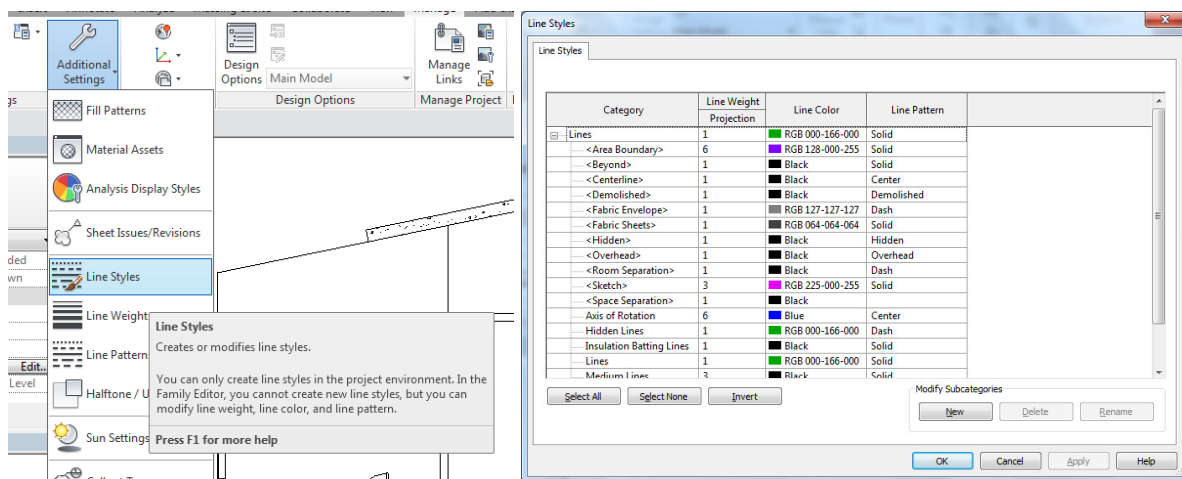 Additional
Settings
Design
Options
Main Model
Manage
Links
gs
Design Options
Manage Project
Fill Patterns
Material Assets
Analysis Display Styles
Sheet Issues/Revisions
Line Styles
Line Weight
Line Pattern
Halftone / U
Sun Settings
ded
wn
Edit..
Level
Line Styles
Creates or modifies line styles.
You can only create line styles in the project environment. In the
Family Editor, you cannot create new line styles, but you can
modify line weight, line color, and line pattern.
Press F1 for more help
Line Styles
Line Styles
Category Line Weight Line Color Line Pattern
Projection
Lines 1 RGB 000-166-000 Solid
<Area Boundary> 6 RGB 128-000-255 Solid
<Beyond> 1 Black Solid
<Centerline> 1 Black Center
<Demolished> 1 Black Demolished
<Fabric Envelope> 1 RGB 127-127-127 Dash
<Fabric Sheets> 1 RGB 064-064-064 Solid
<Hidden> 1 Black Hidden
<Overhead> 1 Black Overhead
<Room Separation> 1 Black Dash
<Sketch> 3 RGB 225-000-255 Solid
<Space Separation> 1 Black
Axis of Rotation 6 Blue Center
Hidden Lines 1 RGB 000-166-000 Dash
Insulation Batting Lines 1 Black Solid
Lines 1 RGB 000-166-000 Solid
Medium Lines 3 Black Solid
Select All Select None Invert
Modify Subcategories
New Delete Rename
OK Cancel Apply Help